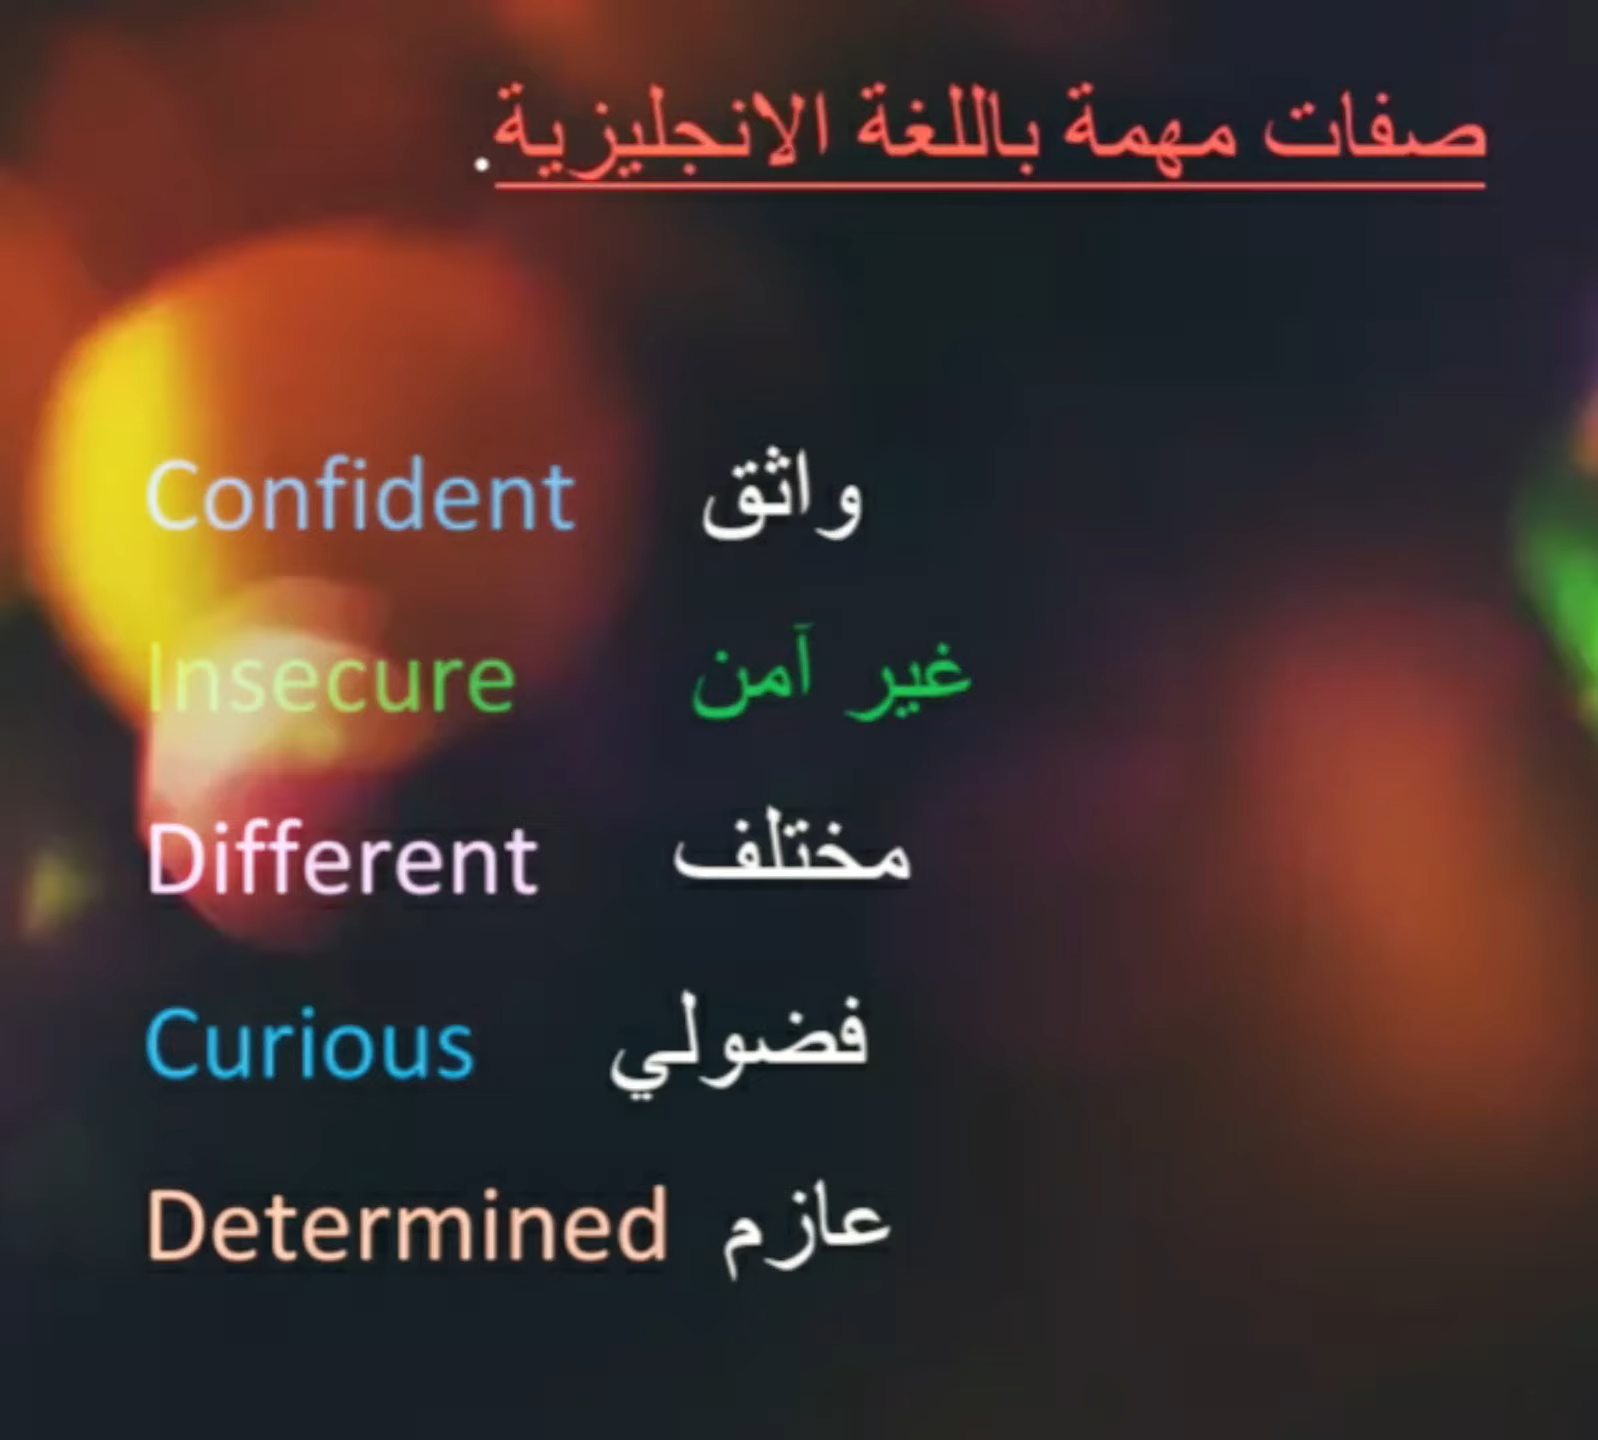 صفات مهمة باللغة الانجليزية.
Confident واثق
Insecure غير آمن
Different مختلف
Curious فضولي
Determined عازم